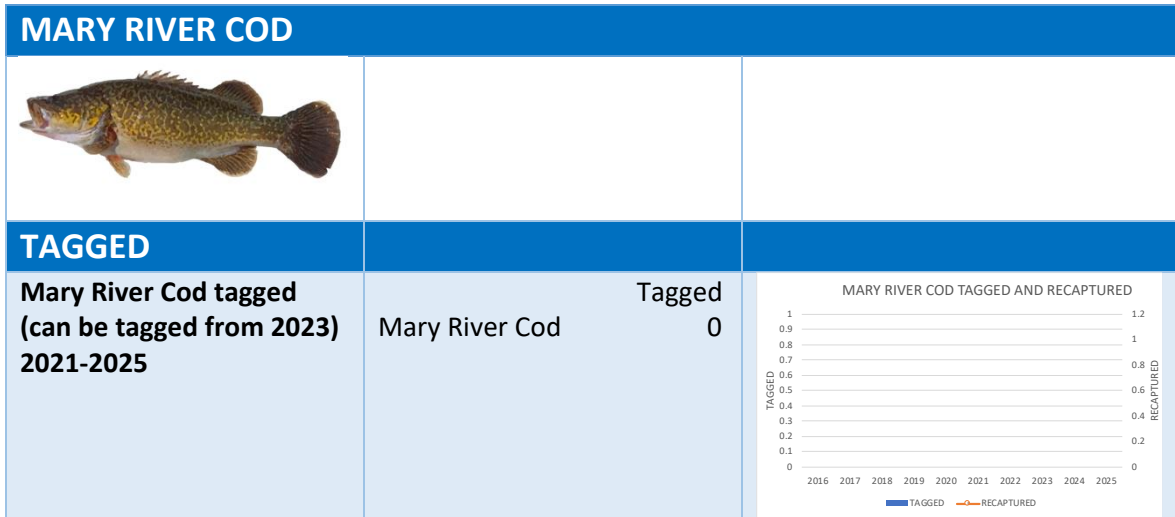 MARY RIVER COD
TAGGED
Mary River Cod tagged
(can be tagged from 2023)
2021-2025
Tagged
Mary River Cod 0
MARY RIVER COD TAGGED AND RECAPTURED
TAGGED
1
0.9
0.8
0.7
0.6
0.5
0.4
0.3
0.2
0.1
0
1.2
1
0.8
0.6
0.4
0.2
0
RECAPTURED
2016 2017 2018 2019 2020 2021 2022 2023 2024 2025
TAGGED RECAPTURED